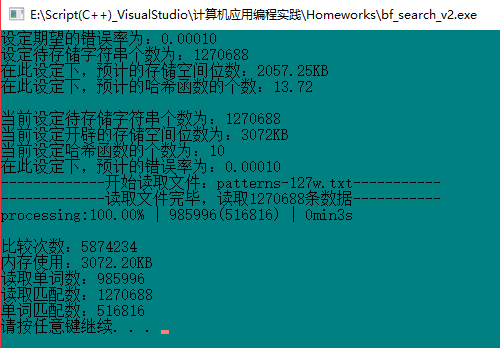 E:\Script(C++)_VisualStudio\计算机应用编程实践\Homeworks\bf_search_v2.exe
设定期望的错误率为：0.00010
设定待存储字符串个数为：1270688
在此设定下，预计的存储空间位数：2057.25KB
在此设定下，预计的哈希函数的个数：13.72
当前设定待存储字符串个数为：1270688
当前设定开辟的存储空间位数为：3072KB
当前设定哈希函数的个数为：10
在此设定下，预计的错误率为：0.00010
-------------开始读取文件：patterns-127w.txt-----------
-------------读取文件完毕，读取1270688条数据-----------
processing:100.00% | 985996(516816) | 0min3s
比较次数：5874234
内存使用：3072.20KB
读取单词数：985996
读取匹配数：1270688
单词匹配数：516816
请按任意键继续. . .